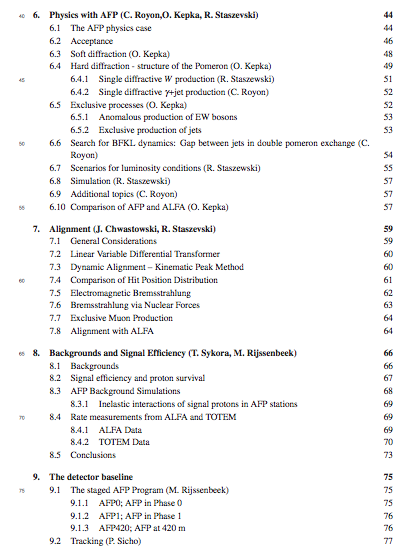 40 6. Physics with AFP (C. Royon,O. Kepka, R. Staszevski) 44
6.1 The AFP physics case 44
6.2 Acceptance 46
6.3 Soft diffraction (O. Kepka) 48
6.4 Hard diffraction - structure of the Pomeron (O. Kepka) 49
45 6.4.1 Single diffractive W production (R. Staszewski) 51
6.4.2 Single diffractive γ+jet production (C. Royon) 52
6.5 Exclusive processes (O. Kepka) 52
6.5.1 Anomalous production of EW bosons 53
6.5.2 Exclusive production of jets 53
50 6.6 Search for BFKL dynamics: Gap between jets in double pomeron exchange (C.
Royon) 54
6.7 Scenarios for luminosity conditions (R. Staszewski) 55
6.8 Simulation (R. Staszewski) 57
6.9 Additional topics (C. Royon) 57
55 6.10 Comparison of AFP and ALFA (O. Kepka) 57
7. Alignment (J. Chwastowski, R. Staszevski) 59
7.1 General Considerations 59
7.2 Linear Variable Differential Transformer 60
7.3 Dynamic Alignment – Kinematic Peak Method 60
60 7.4 Comparison of Hit Position Distribution 61
7.5 Electromagnetic Bremsstrahlung 62
7.6 Bremsstrahlung via Nuclear Forces 63
7.7 Exclusive Muon Production 64
7.8 Alignment with ALFA 64
65 8. Backgrounds and Signal Efficiency (T. Sykora, M. Rijssenbeek) 66
8.1 Backgrounds 66
8.2 Signal efficiency and proton survival 67
8.3 AFP Background Simulations 68
8.3.1 Inelastic interactions of signal protons in AFP stations 67
70 8.4 Rate measurements from ALFA and TOTEM 69
8.4.1 ALFA Data 69
8.4.2 TOTEM Data 70
8.5 Conclusions 73
9. The detector baseline 75
75 9.1 The staged AFP Program (M. Rijssenbeek) 75
9.1.1 AFP0; AFP in Phase 0 75
9.1.2 AFP1; AFP in Phase 1 76
9.1.3 AFP420; AFP at 420 m 76
9.2 Tracking (P. Sicho) 77